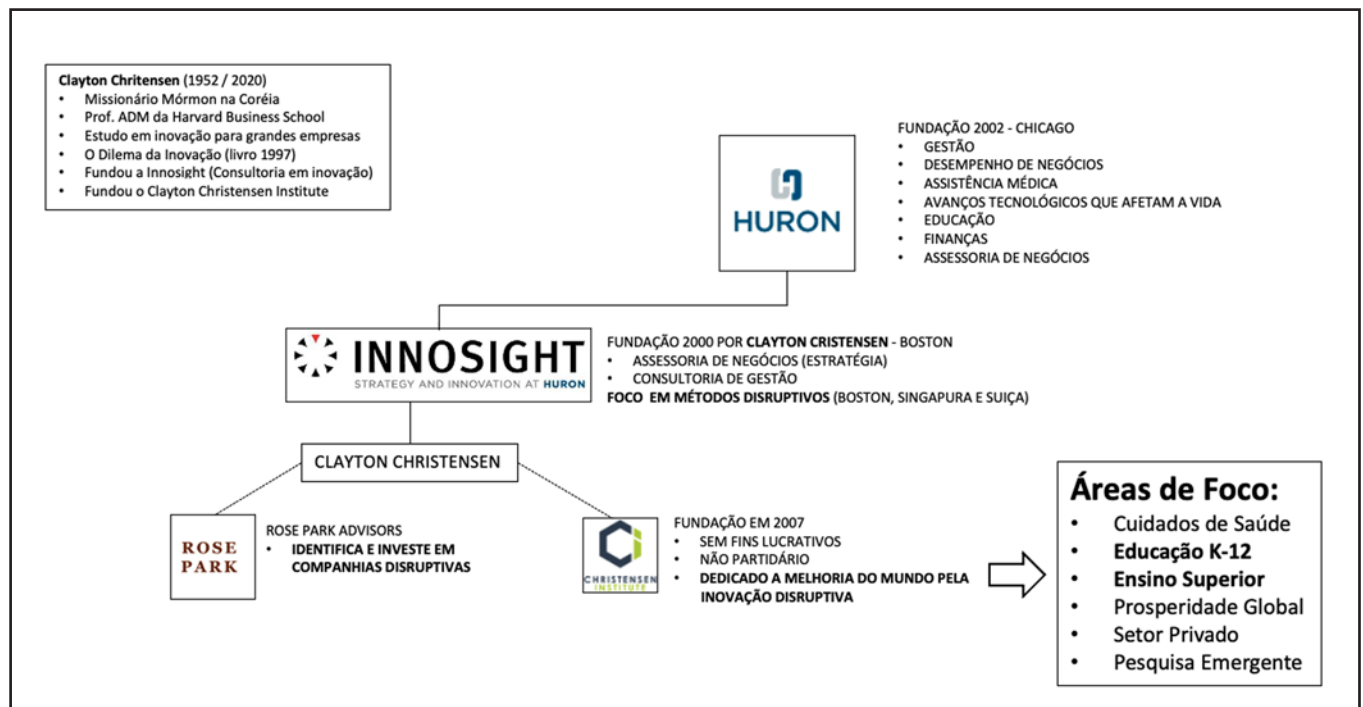 Clayton Chritensen (1952 / 2020)
• Missionário Mórmon na Coréia
• Prof. ADM da Harvard Business School
• Estudo em inovação para grandes empresas
• O Dilema da Inovação (livro 1997)
• Fundou a Innosight (Consultoria em inovação)
• Fundou o Clayton Christensen Institute
HURON
FUNDAÇÃO 2002 - CHICAGO
• GESTÃO
• DESEMPENHO DE NEGÓCIOS
• ASSISTÊNCIA MÉDICA
• AVANÇOS TECNOLÓGICOS QUE AFETAM A VIDA
• EDUCAÇÃO
• FINANÇAS
• ASSESSORIA DE NEGÓCIOS
INNOSIGHT
STRATEGY AND INNOVATION AT HURON
FUNDAÇÃO 2000 POR CLAYTON CRISTENSEN - BOSTON
• ASSESSORIA DE NEGÓCIOS (ESTRATÉGIA)
• CONSULTORIA DE GESTÃO
FOCO EM MÉTODOS DISRUPTIVOS (BOSTON, SINGAPURA E SUIÇA)
CLAYTON CHRISTENSEN
ROSE
PARK
ROSE PARK ADVISORS
• IDENTIFICA E INVESTE EM
COMPANHIAS DISRUPTIVAS
CHRISTENSEN
INSTITUTE
FUNDAÇÃO EM 2007
• SEM FINS LUCRATIVOS
• NÃO PARTIDÁRIO
• DEDICADO A MELHORIA DO MUNDO PELA
INOVAÇÃO DISRUPTIVA
Áreas de Foco:
• Cuidados de Saúde
• Educação K-12
• Ensino Superior
• Prosperidade Global
• Setor Privado
• Pesquisa Emergente